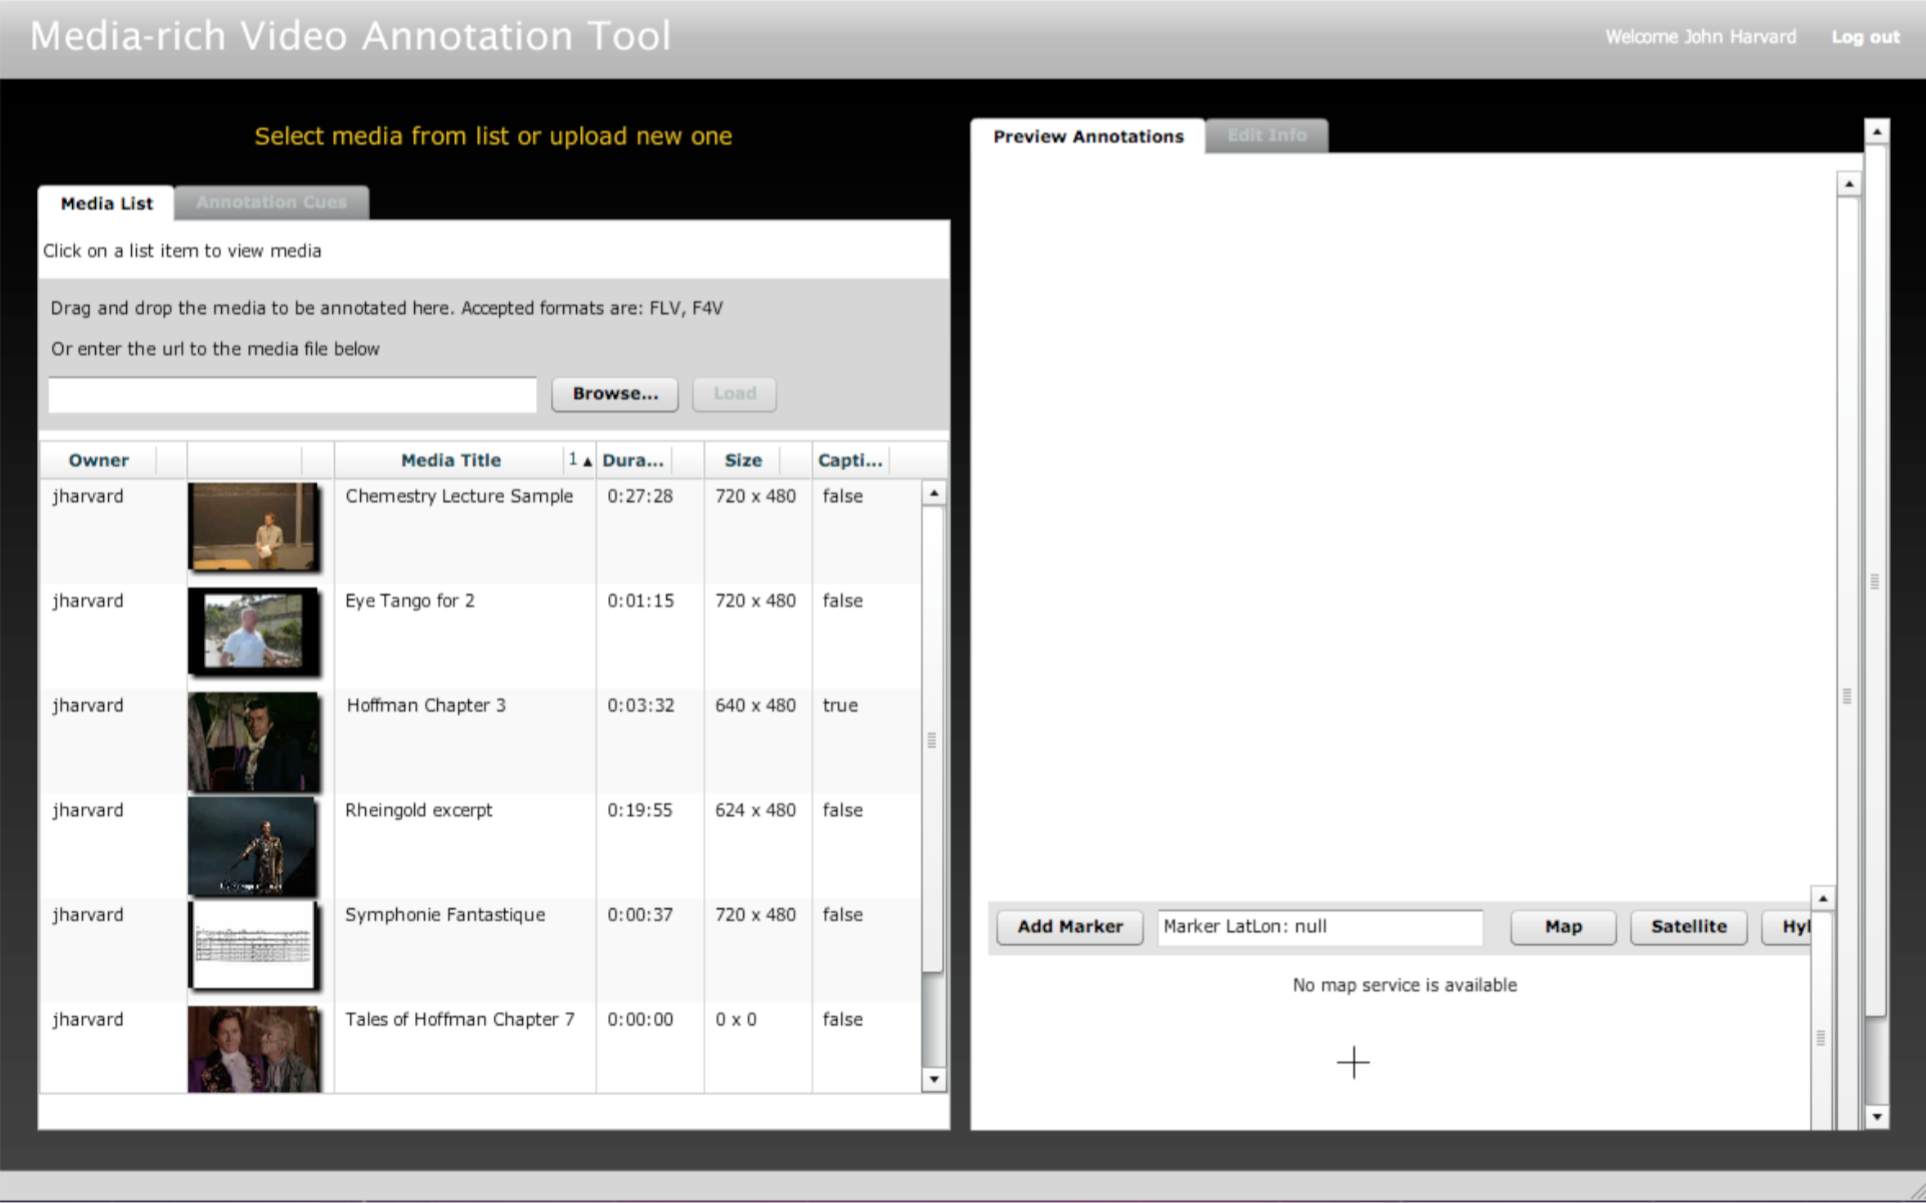 Media-rich Video Annotation Tool
Welcome John Harvard Log out
Select media from list or upload new one
Media List Annotation Cues
Click on a list item to view media
Drag and drop the media to be annotated here. Accepted formats are: FLV, F4V
Or enter the url to the media file below
Browse... Load
Owner Media Title 1 Dura... Size Capti...
jharvard Chemestry Lecture Sample 0:27:28 720 x 480 false
jharvard Eye Tango for 2 0:01:15 720 x 480 false
jharvard Hoffman Chapter 3 0:03:32 640 x 480 true
jharvard Rheingold excerpt 0:19:55 624 x 480 false
jharvard Symphonie Fantastique 0:00:37 720 x 480 false
jharvard Tales of Hoffman Chapter 7 0:00:00 0 x 0 false
Preview Annotations Edit Info
Add Marker Marker LatLon: null Map Satellite Hyl
No map service is available